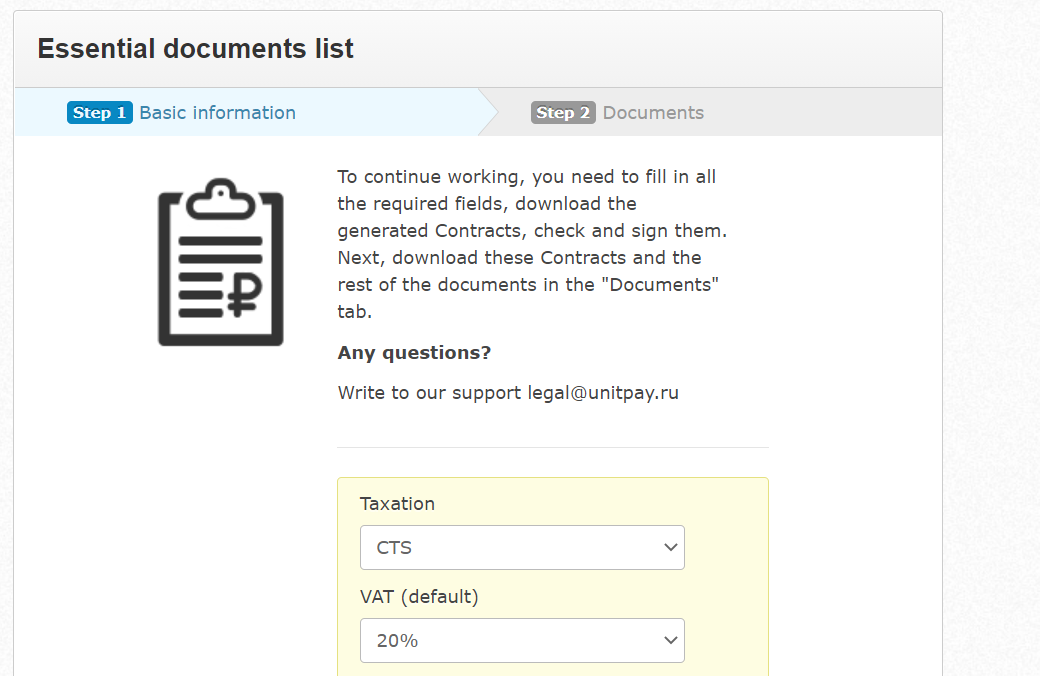 Essential documents list
Step 1 Basic information
Step 2 Documents
To continue working, you need to fill in all
the required fields, download the
generated Contracts, check and sign them.
Next, download these Contracts and the
rest of the documents in the "Documents"
tab.
Any questions?
Write to our support legal@unitpay.ru
Taxation
CTS
VAT (default)
20%